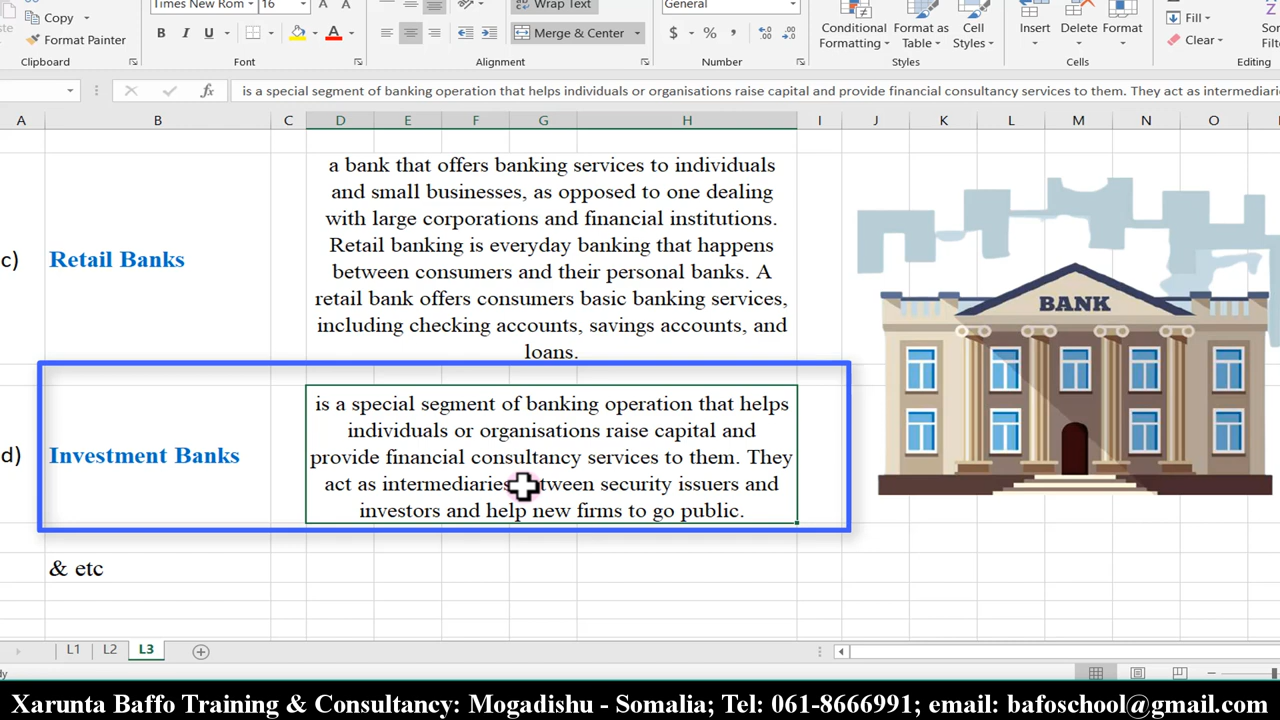 Times New Rom
16
Wrap Text
General
Copy
Format Painter
B I U
Merge & Center
$ % ,
Conditional Formatting
Format as Table
Cell Styles
Insert
Delete
Format
Fill
Clear
Clipboard
Font
Alignment
Number
Styles
Cells
Editing
fx
is a special segment of banking operation that helps individuals or organisations raise capital and provide financial consultancy services to them. They act as intermediarie
A B C D E F G H I J K L M N O
a bank that offers banking services to individuals
and small businesses, as opposed to one dealing
with large corporations and financial institutions.
c) Retail Banks
Retail banking is everyday banking that happens
between consumers and their personal banks. A
retail bank offers consumers basic banking services,
including checking accounts, savings accounts, and
loans.
BANK
d) Investment Banks
is a special segment of banking operation that helps
individuals or organisations raise capital and
provide financial consultancy services to them. They
act as intermediaries between security issuers and
investors and help new firms to go public.
& etc
L1 L2 L3
Xarunta Baffo Training & Consultancy: Mogadishu - Somalia; Tel: 061-8666991; email: bafoschool@gmail.com